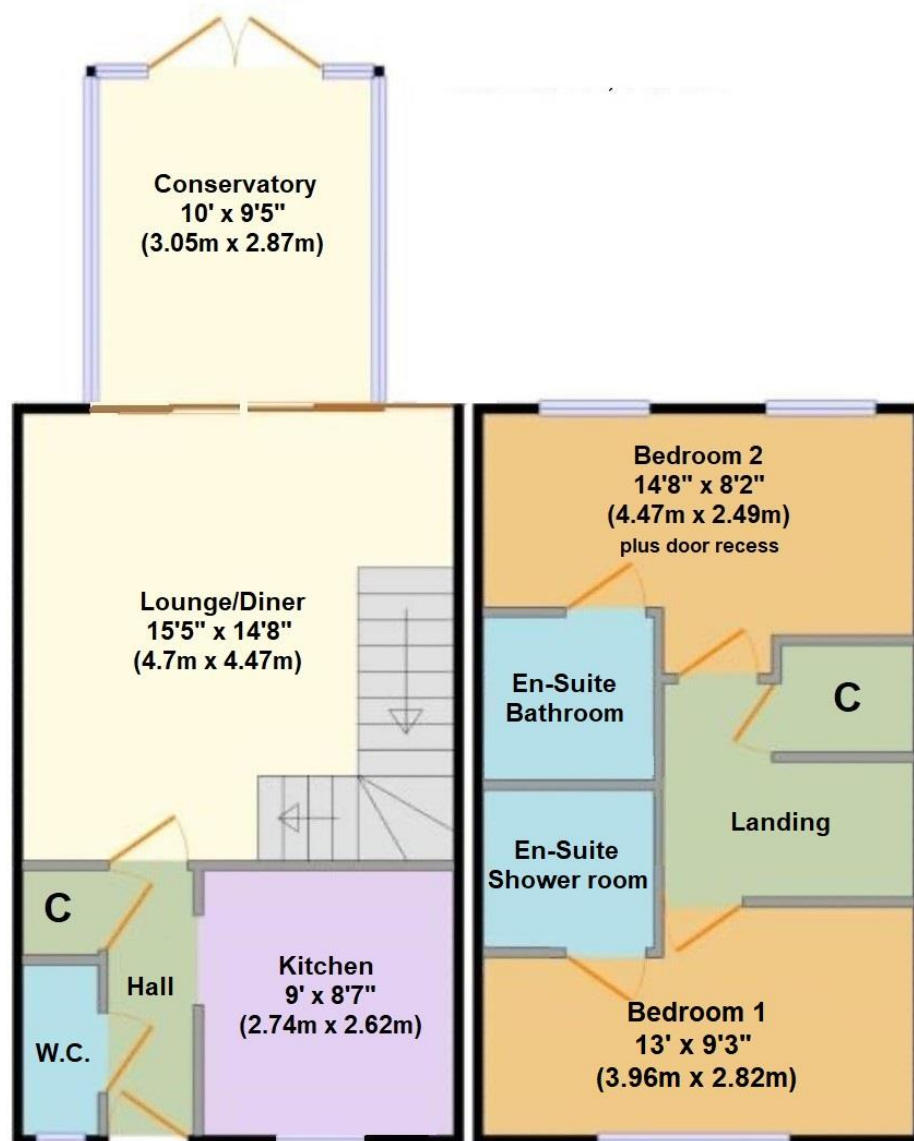 Conservatory
10' x 9'5"
(3.05m x 2.87m)
Lounge/Diner
15'5" x 14'8"
(4.7m x 4.47m)
C
Hall
W.C.
Kitchen
9' x 8'7"
(2.74m x 2.62m)
Bedroom 2
14'8" x 8'2"
(4.47m x 2.49m)
plus door recess
En-Suite
Bathroom
C
Landing
En-Suite
Shower room
Bedroom 1
13' x 9'3"
(3.96m x 2.82m)